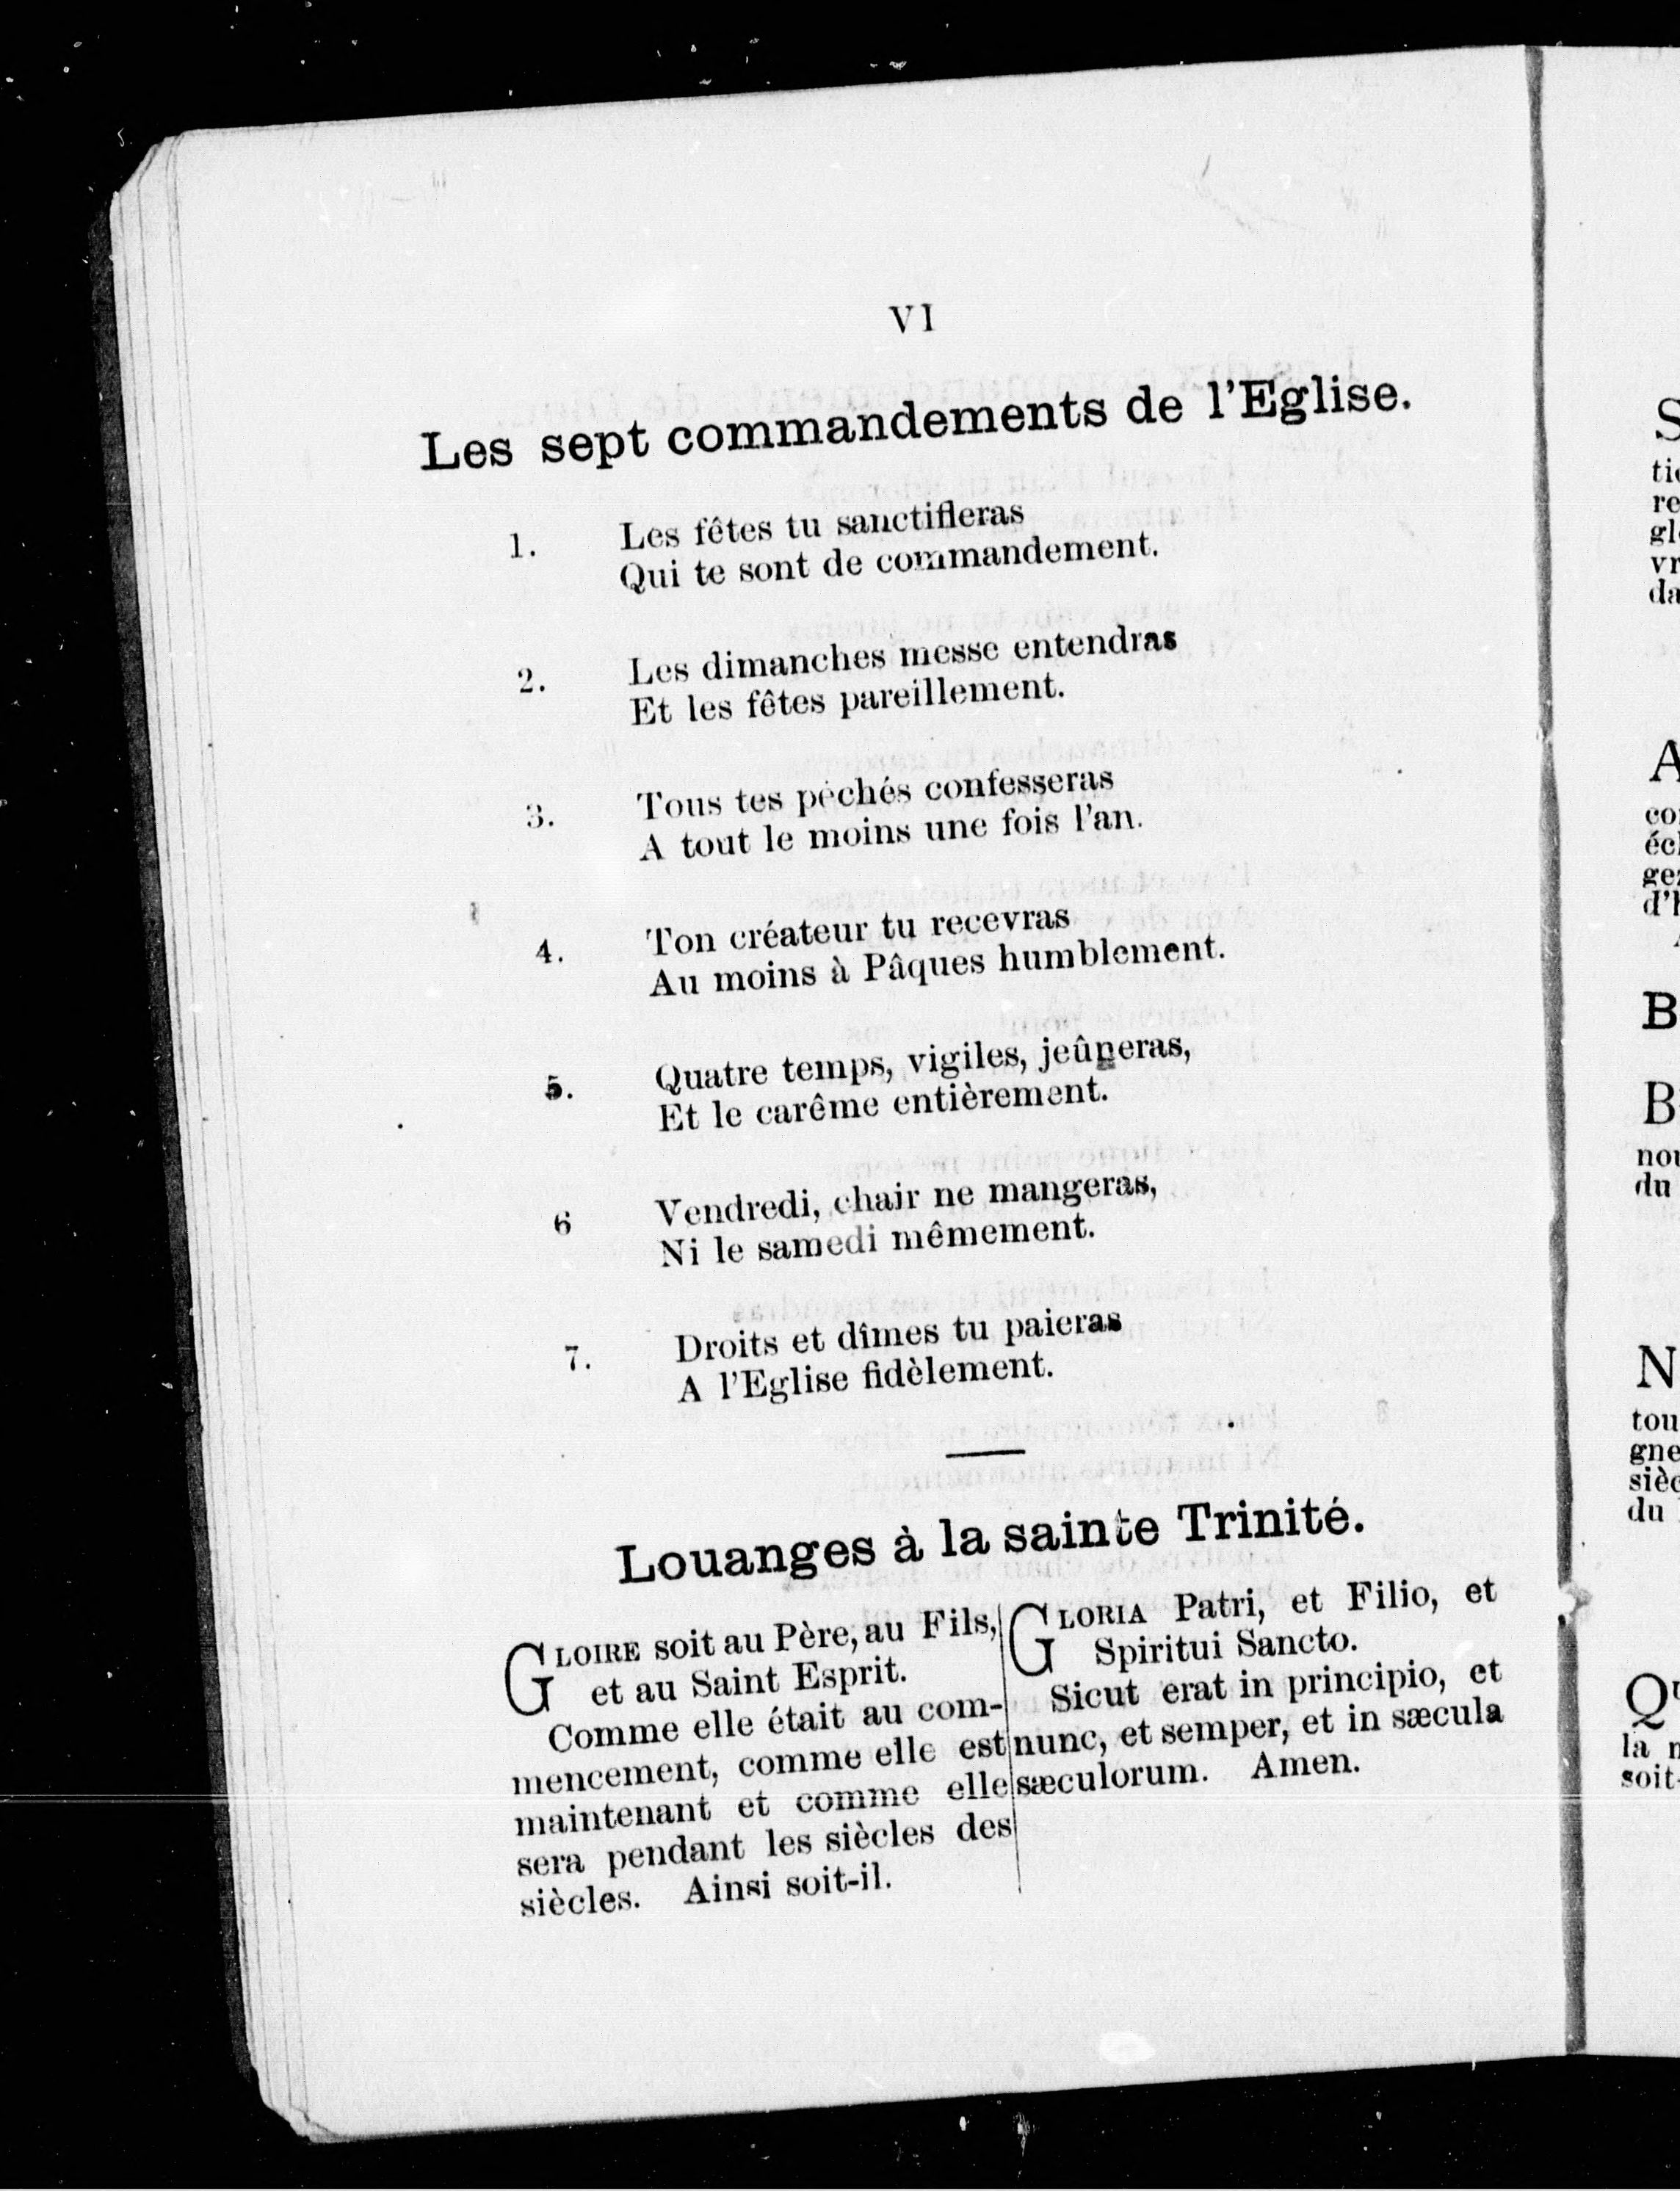 VI
Les sept commandements de l'Eglise.
1. Les fêtes tu sanctifieras
Qui te sont de commandement.
2. Les dimanches messe entendras
Et les fêtes pareillement.
3. Tous tes péchés confesseras
A tout le moins une fois l'an.
4. Ton créateur tu recevras
Au moins à Pâques humblement.
5. Quatre temps, vigiles, jeûneras,
Et le carême entièrement.
6 Vendredi, chair ne mangeras,
Ni le samedi mêmement.
7. Droits et dîmes tu paieras
A l'Eglise fidèlement.
Louanges à la sainte Trinité.
GLOIRE soit au Père, au Fils,
et au Saint Esprit.
Comme elle était au com-
mencement, comme elle est
maintenant et comme elle
sera pendant les siècles des
siècles. Ainsi soit-il.
GLORIA Patri, et Filio, et
Spiritui Sancto.
Sicut erat in principio, et
nunc, et semper, et in sæcula
sæculorum. Amen.